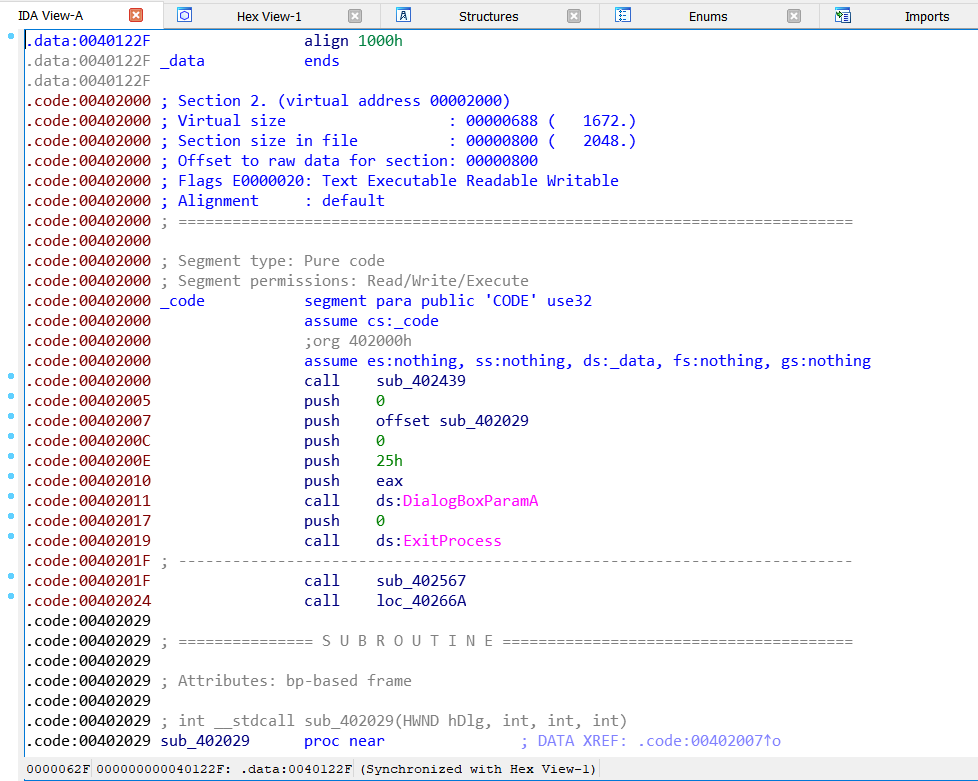 IDA View-A Hex View-1 Structures Enums Imports
.data:0040122F align 1000h
.data:0040122F _data ends
.data:0040122F
.code:00402000 ; Section 2. (virtual address 00002000)
.code:00402000 ; Virtual size : 00000688 ( 1672.)
.code:00402000 ; Section size in file : 00000800 ( 2048.)
.code:00402000 ; Offset to raw data for section: 00000800
.code:00402000 ; Flags E0000020: Text Executable Readable Writable
.code:00402000 ; Alignment : default
.code:00402000 ; ===========================================================================
.code:00402000
.code:00402000 ; Segment type: Pure code
.code:00402000 ; Segment permissions: Read/Write/Execute
.code:00402000 _code segment para public 'CODE' use32
.code:00402000 assume cs:_code
.code:00402000 ;org 402000h
.code:00402000 assume es:nothing, ss:nothing, ds:_data, fs:nothing, gs:nothing
.code:00402000 call sub_402439
.code:00402005 push 0
.code:00402007 push offset sub_402029
.code:0040200C push 0
.code:0040200E push 25h
.code:00402010 push eax
.code:00402011 call ds:DialogBoxParamA
.code:00402017 push 0
.code:00402019 call ds:ExitProcess
.code:0040201F ; ---------------------------------------------------------------------------
.code:0040201F call sub_402567
.code:00402024 call loc_40266A
.code:00402029
.code:00402029 ; =============== S U B R O U T I N E =======================================
.code:00402029
.code:00402029 ; Attributes: bp-based frame
.code:00402029
.code:00402029 ; int __stdcall sub_402029(HWND hDlg, int, int, int)
.code:00402029 sub_402029 proc near ; DATA XREF: .code:00402007↑o
0000062F 000000000040122F: .data:0040122F (Synchronized with Hex View-1)